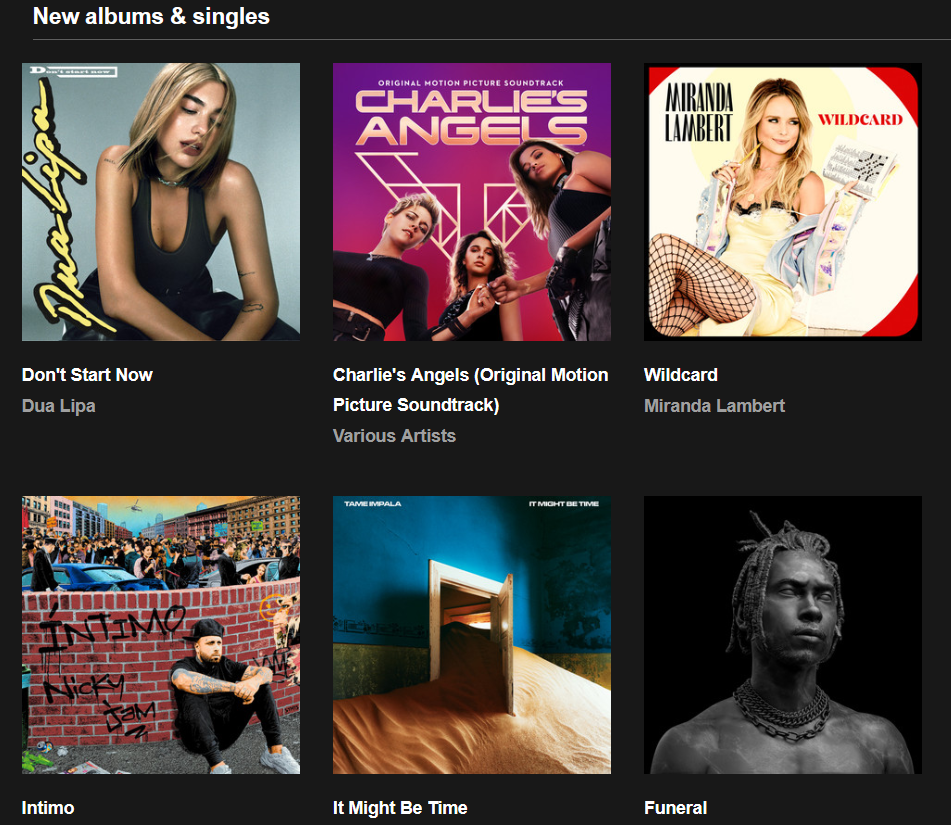 New albums & singles
Don't start now
Dua Lipa
ORIGINAL MOTION PICTURE SOUNDTRACK
CHARLIE'S
ANGELS
MIRANDA
LAMBERT
WILDCARD
Don't Start Now
Dua Lipa
Charlie's Angels (Original Motion
Picture Soundtrack)
Various Artists
Wildcard
Miranda Lambert
ÍNTIMO
Nicky
Jam
TAME IMPALA
IT MIGHT BE TIME
Intimo
It Might Be Time
Funeral